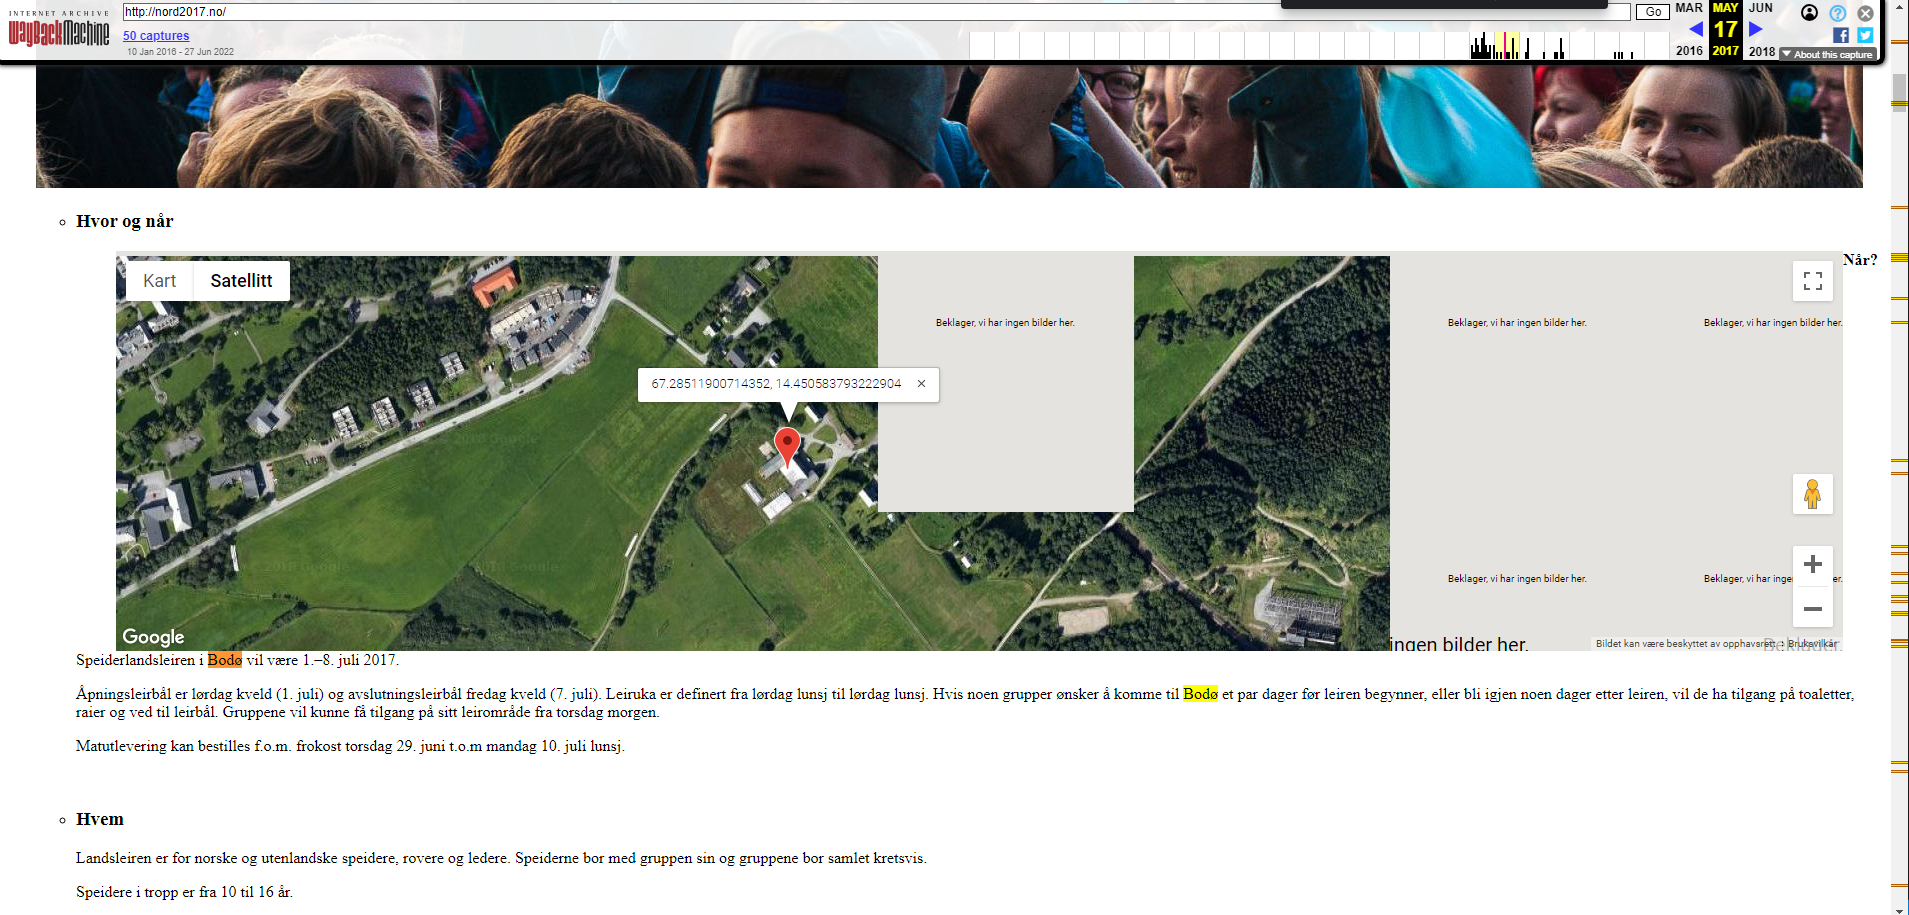 INTERNET ARCHIVE
WayBackMachine
http://nord2017.no/
Go
50 captures
10 Jan 2016 - 27 Jun 2022
MAR
MAY
JUN
17
2016
2017
2018
About this capture
Hvor og når
Kart
Satellitt
Når?
Beklager, vi har ingen bilder her.
Beklager, vi har ingen bilder her.
Beklager, vi har ingen bilder her.
67.28511900714352, 14.450583793222904
Beklager, vi har ingen bilder her.
Beklager, vi har ingen bilder her.
Google
ingen bilder her.
Bildet kan være beskyttet av opphavsrett.
Bruksvilkår
Speiderlandsleiren i Bodø vil være 1.–8. juli 2017.
Åpningsleirbål er lørdag kveld (1. juli) og avslutningsleirbål fredag kveld (7. juli). Leiruka er definert fra lørdag lunsj til lørdag lunsj. Hvis noen grupper ønsker å komme til Bodø et par dager før leiren begynner, eller bli igjen noen dager etter leiren, vil de ha tilgang på toaletter,
raier og ved til leirbål. Gruppene vil kunne få tilgang på sitt leirområde fra torsdag morgen.
Matutlevering kan bestilles f.o.m. frokost torsdag 29. juni t.o.m mandag 10. juli lunsj.
Hvem
Landsleiren er for norske og utenlandske speidere, rovere og ledere. Speiderne bor med gruppen sin og gruppene bor samlet kretsvis.
Speidere i tropp er fra 10 til 16 år.